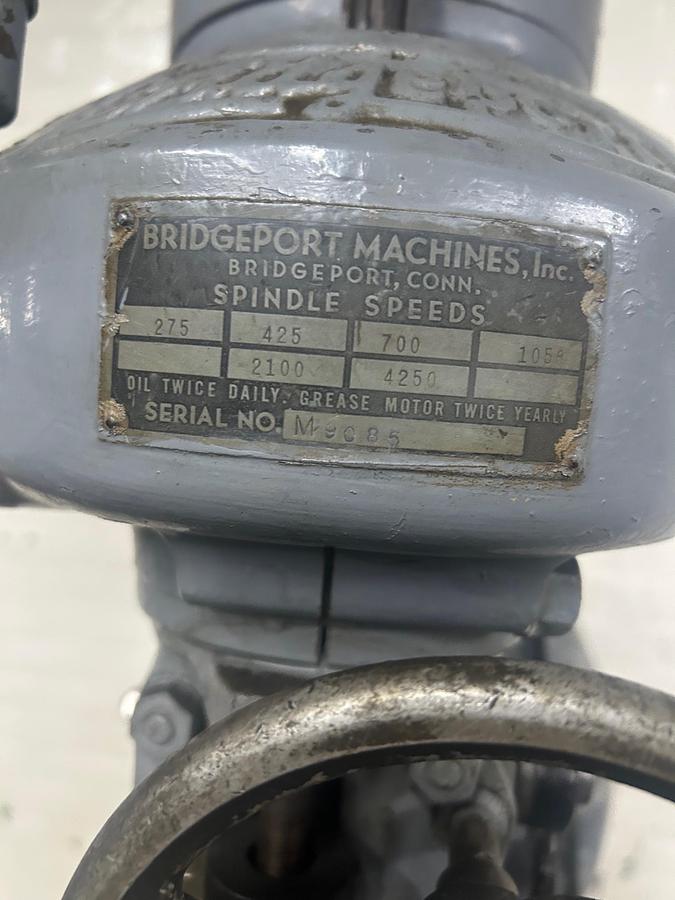 BRIDGEPORT MACHINES, Inc.
BRIDGEPORT, CONN.
SPINDLE SPEEDS
275 425 700
2100 4250
OIL TWICE DAILY. GREASE MOTOR TWICE YEARLY
SERIAL NO.